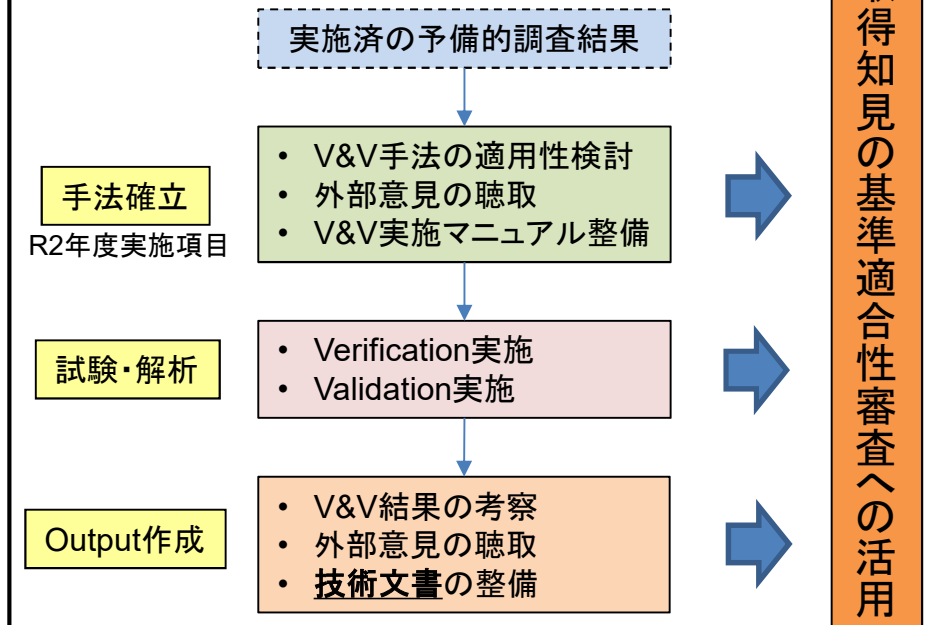 実施済の予備的調査結果
手法確立
R2年度実施項目
• V&V手法の適用性検討
• 外部意見の聴取
• V&V実施マニュアル整備
試験・解析
• Verification実施
• Validation実施
Output作成
• V&V結果の考察
• 外部意見の聴取
• 技術文書の整備
得知見の基準適合性審査への活用